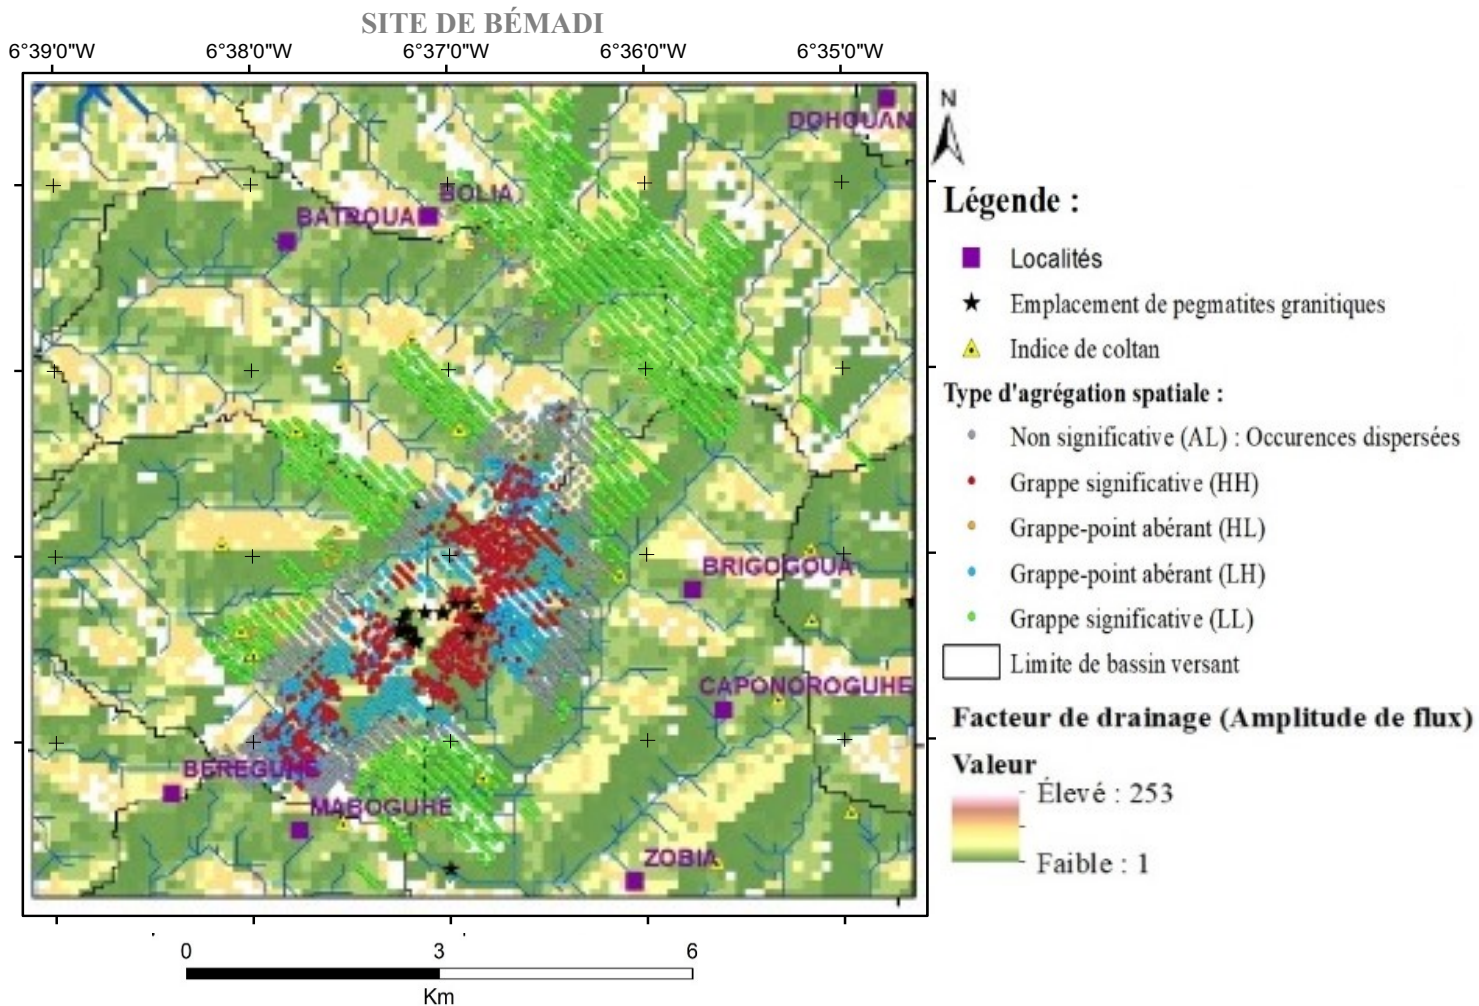 SITE DE BÉMADI
6°39'0"W 6°38'0"W 6°37'0"W 6°36'0"W 6°35'0"W
N
DOHOUAN
BOLIA
BATROUA
BRIGOGOUA
CAPONOROGUHE
BEREGUHE
MABOGUHE
ZOBIA
Légende :
Localités
Emplacement de pegmatites granitiques
Indice de coltan
Type d'agrégation spatiale :
Non significative (AL) : Occurences dispersées
Grappe significative (HH)
Grappe-point abérant (HL)
Grappe-point abérant (LH)
Grappe significative (LL)
Limite de bassin versant
Facteur de drainage (Amplitude de flux)
Valeur
Élevé : 253
Faible : 1
0 3 6
Km